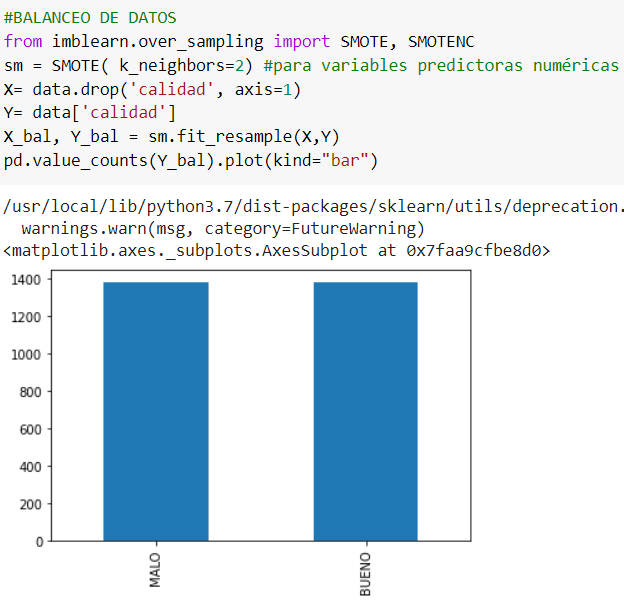 #BALANCEO DE DATOS
from imblearn.over_sampling import SMOTE, SMOTENC
sm = SMOTE( k_neighbors=2) #para variables predictoras numéricas
X= data.drop('calidad', axis=1)
Y= data['calidad']
X_bal, Y_bal = sm.fit_resample(X,Y)
pd.value_counts(Y_bal).plot(kind="bar")
/usr/local/lib/python3.7/dist-packages/sklearn/utils/deprecation.
warnings.warn(msg, category=FutureWarning)
<matplotlib.axes._subplots.AxesSubplot at 0x7faa9cfbe8d0>
1400
1200
1000
800
600
400
200
0
MALO
BUENO